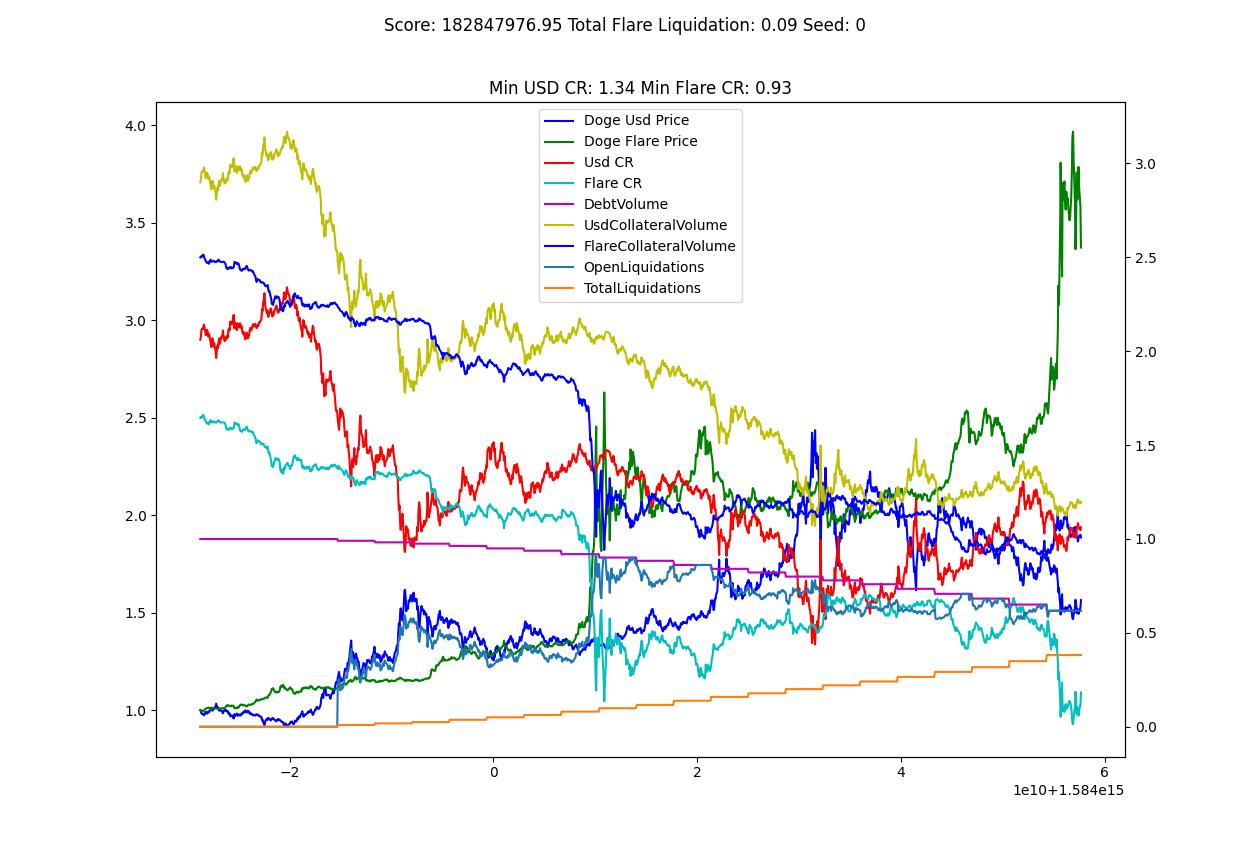 Score: 182847976.95 Total Flare Liquidation: 0.09 Seed: 0
Min USD CR: 1.34 Min Flare CR: 0.93
Doge Usd Price
Doge Flare Price
Usd CR
Flare CR
DebtVolume
UsdCollateralVolume
FlareCollateralVolume
OpenLiquidations
TotalLiquidations
4.0
3.5
3.0
2.5
2.0
1.5
1.0
3.0
2.5
2.0
1.5
1.0
0.5
0.0
−2 0 2 4 6
1e10+1.584e15